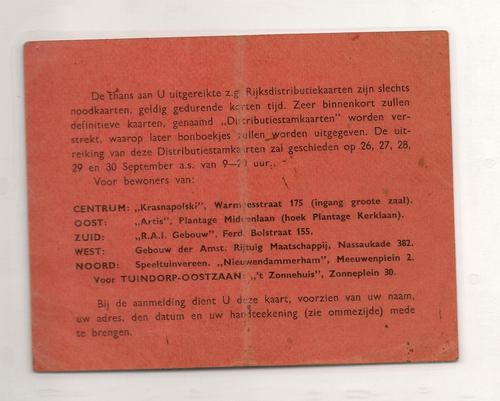 De thans aan U uitgereikte z.g. Rijksdistributiekaarten zijn slechts
noodkaarten, geldig gedurende korten tijd. Zeer binnenkort zullen
definitieve kaarten, genaamd „Distributiestamkaarten” worden ver-
strekt, waarop later bonboekjes zullen worden uitgegeven. De uit-
reiking van deze Distributiestamkaarten zal geschieden op 26, 27, 28,
29 en 30 September a.s. van 9—21 uur.
Voor bewoners van:
CENTRUM: „Krasnapolski”, Warmoesstraat 175 (ingang groote zaal).
OOST: „Artis”, Plantage Middenlaan (hoek Plantage Kerklaan).
ZUID: „R.A.I. Gebouw”, Ferd. Bolstraat 155.
WEST: Gebouw der Amst. Rijtuig Maatschappij, Nassaukade 382.
NOORD: Speeltuinvereen. „Nieuwendammerham”, Meeuwenplein 2.
Voor TUINDORP-OOSTZAAN: „'t Zonnehuis”, Zonneplein 30.
Bij de aanmelding dient U deze kaart, voorzien van uw naam,
uw adres, den datum en uw handteekening (zie ommezijde) mede
te brengen.